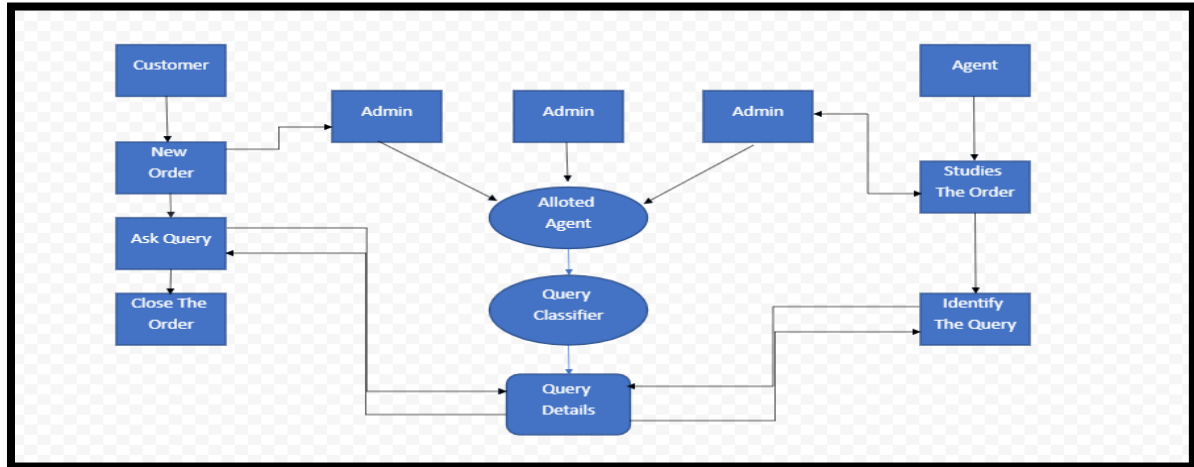 Customer
Agent
Admin
Admin
Admin
New
Order
Studies
The Order
Alloted
Agent
Ask Query
Close The
Order
Query
Classifier
Identify
The Query
Query
Details